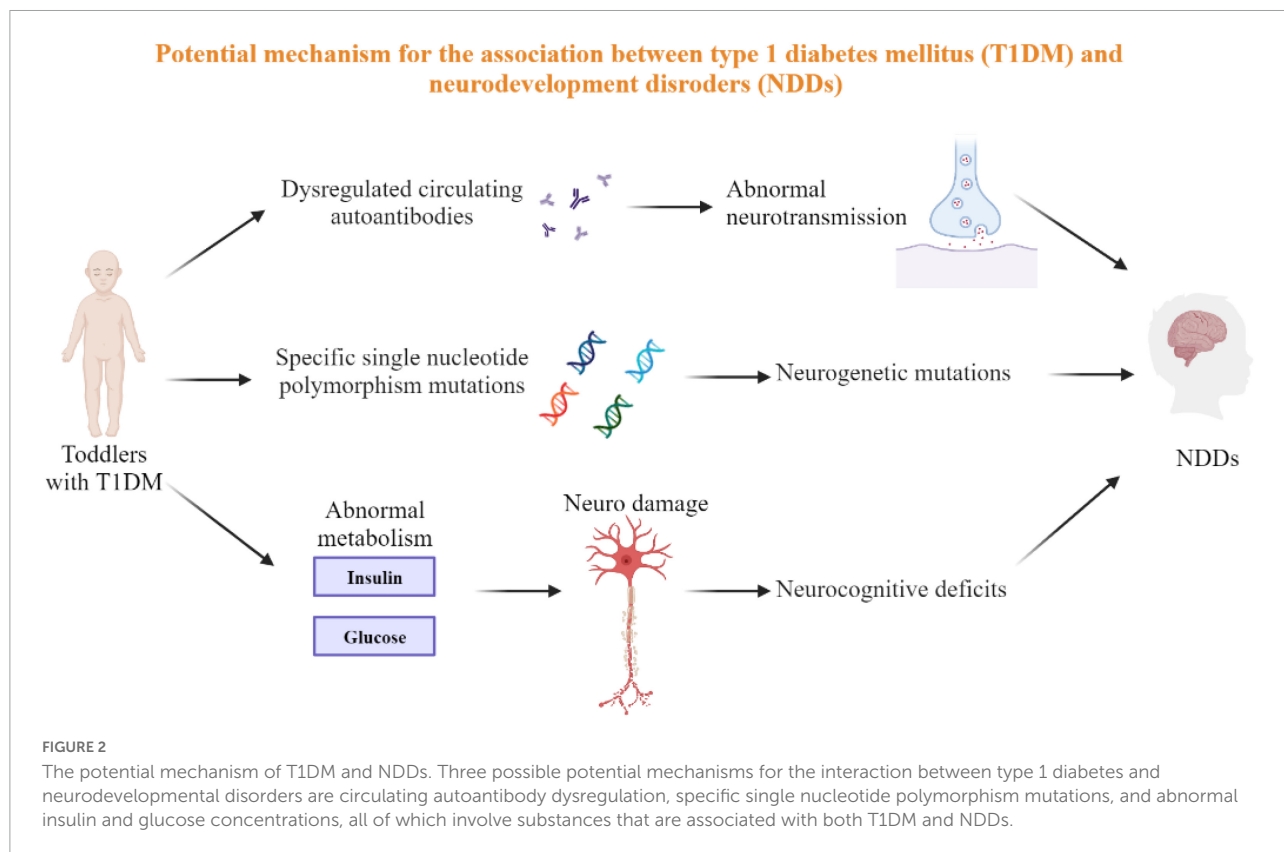 Potential mechanism for the association between type 1 diabetes mellitus (T1DM) and
neurodevelopment disroders (NDDs)
Dysregulated circulating
autoantibodies
Abnormal
neurotransmission
Specific single nucleotide
polymorphism mutations
Neurogenetic mutations
Toddlers
with T1DM
NDDs
Abnormal
metabolism
Insulin
Glucose
Neuro damage
Neurocognitive deficits
FIGURE 2
The potential mechanism of T1DM and NDDs. Three possible potential mechanisms for the interaction between type 1 diabetes and
neurodevelopmental disorders are circulating autoantibody dysregulation, specific single nucleotide polymorphism mutations, and abnormal
insulin and glucose concentrations, all of which involve substances that are associated with both T1DM and NDDs.